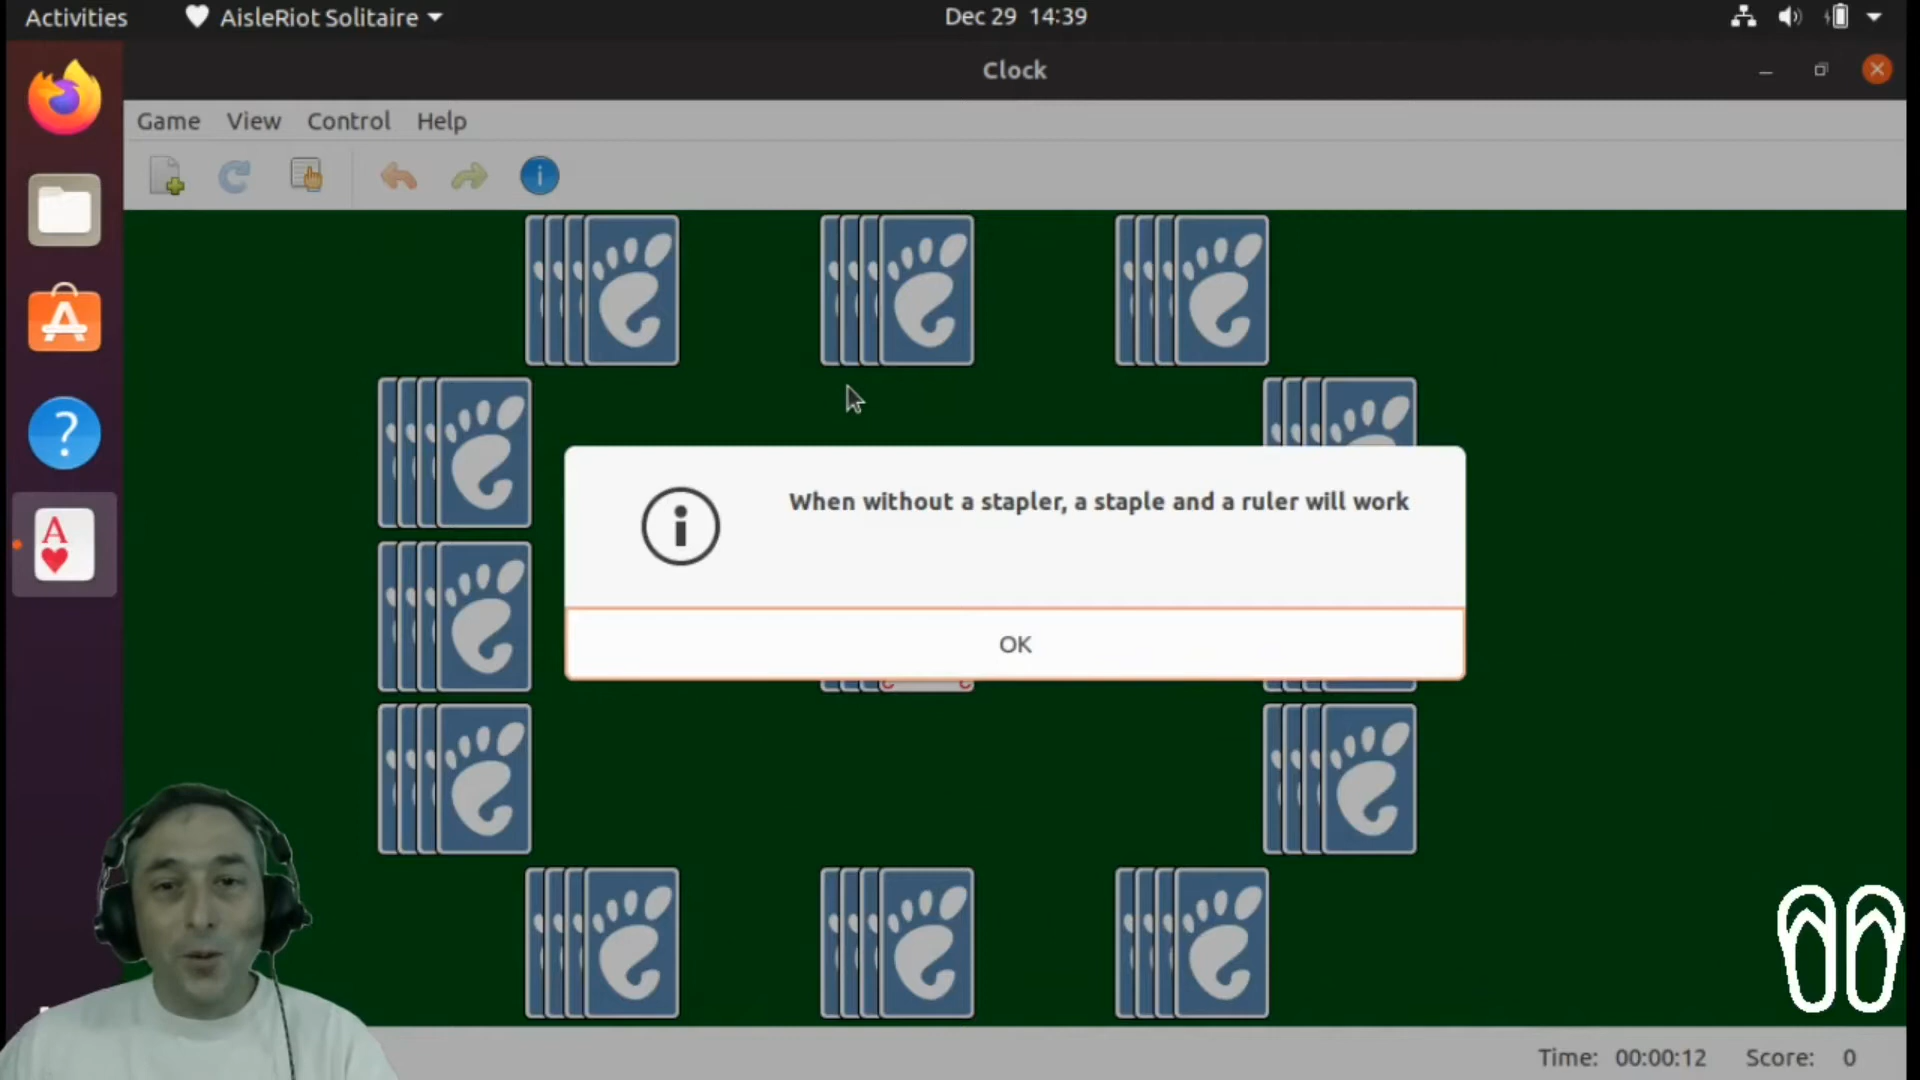 Activities
AisleRiot Solitaire
Dec 29 14:39
Clock
Game View Control Help
A
When without a stapler, a staple and a ruler will work
OK
Time: 00:00:12 Score: 0